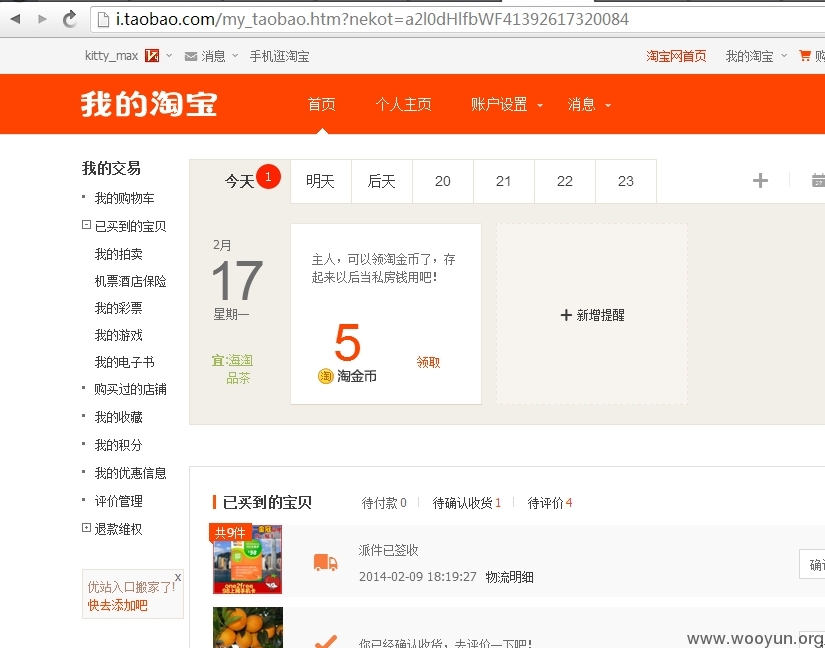 i.taobao.com/my_taobao.htm?nekot=a2l0dHlfbWF41392617320084
kitty_max 消息 手机逛淘宝 淘宝网首页 我的淘宝 购
我的淘宝 首页 个人主页 账户设置 消息
我的交易
我的购物车
已买到的宝贝
我的拍卖
机票酒店保险
我的彩票
我的游戏
我的电子书
购买过的店铺
我的收藏
我的积分
我的优惠信息
评价管理
退款维权
优站入口搬家了! x
快去添加吧
今天 1 明天 后天 20 21 22 23
2月
17
星期一
宜:海淘
品茶
主人，可以领淘金币了，存
起来以后当私房钱用吧!
5
淘 淘金币 领取
+ 新增提醒
已买到的宝贝 待付款 0 待确认收货 1 待评价 4
共9件
one2free
派件已签收
2014-02-09 18:19:27 物流明细
确
你已经确认收货，去评价一下吧!
www.wooyun.org